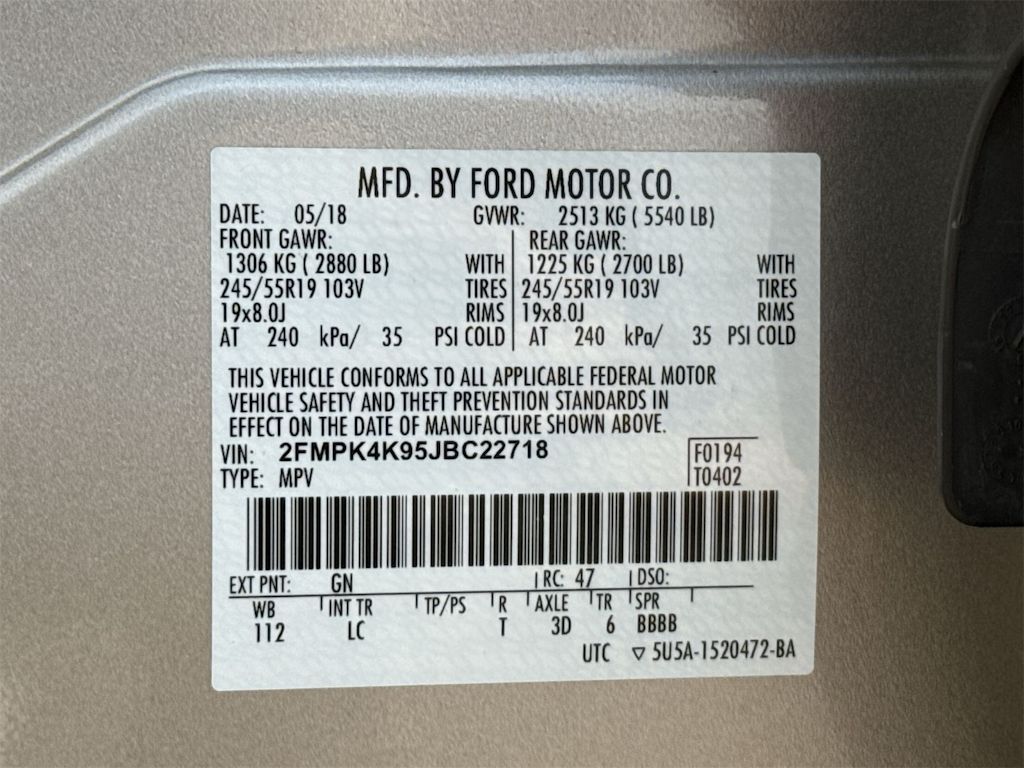 MFD. BY FORD MOTOR CO.
DATE: 05/18 GVWR: 2513 KG ( 5540 LB)
FRONT GAWR: REAR GAWR:
1306 KG ( 2880 LB) WITH 1225 KG ( 2700 LB) WITH
245/55R19 103V TIRES 245/55R19 103V TIRES
19x8.0J RIMS 19x8.0J RIMS
AT 240 kPa/ 35 PSI COLD AT 240 kPa/ 35 PSI COLD
THIS VEHICLE CONFORMS TO ALL APPLICABLE FEDERAL MOTOR
VEHICLE SAFETY AND THEFT PREVENTION STANDARDS IN
EFFECT ON THE DATE OF MANUFACTURE SHOWN ABOVE.
VIN: 2FMPK4K95JBC22718 F0194
TYPE: MPV T0402
EXT PNT: GN RC: 47 DSO:
WB INT TR TP/PS R AXLE TR SPR
112 LC T 3D 6 BBBB
UTC ▽ 5U5A-1520472-BA